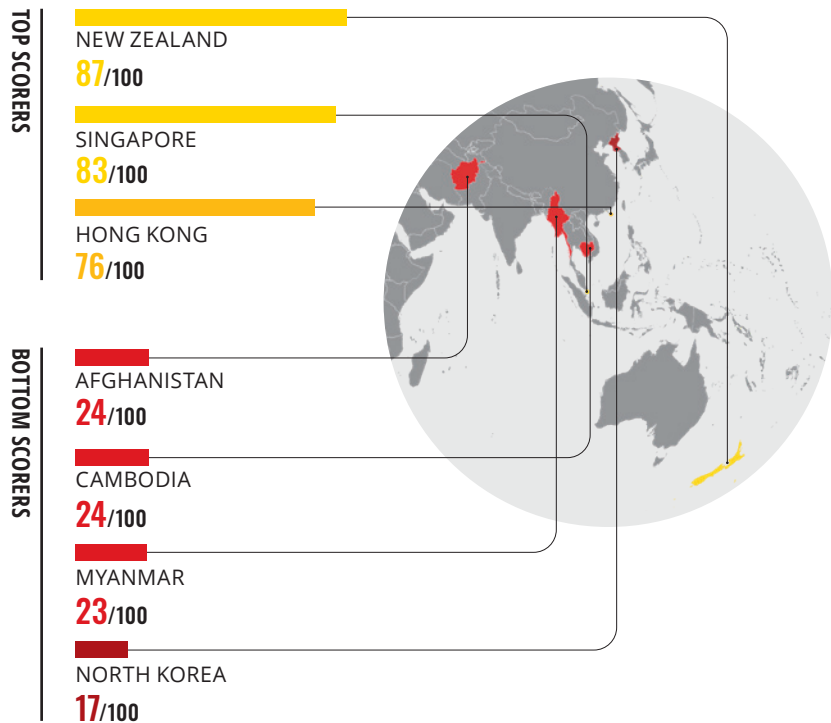 TOP SCORERS
NEW ZEALAND
87/100
SINGAPORE
83/100
HONG KONG
76/100
BOTTOM SCORERS
AFGHANISTAN
24/100
CAMBODIA
24/100
MYANMAR
23/100
NORTH KOREA
17/100